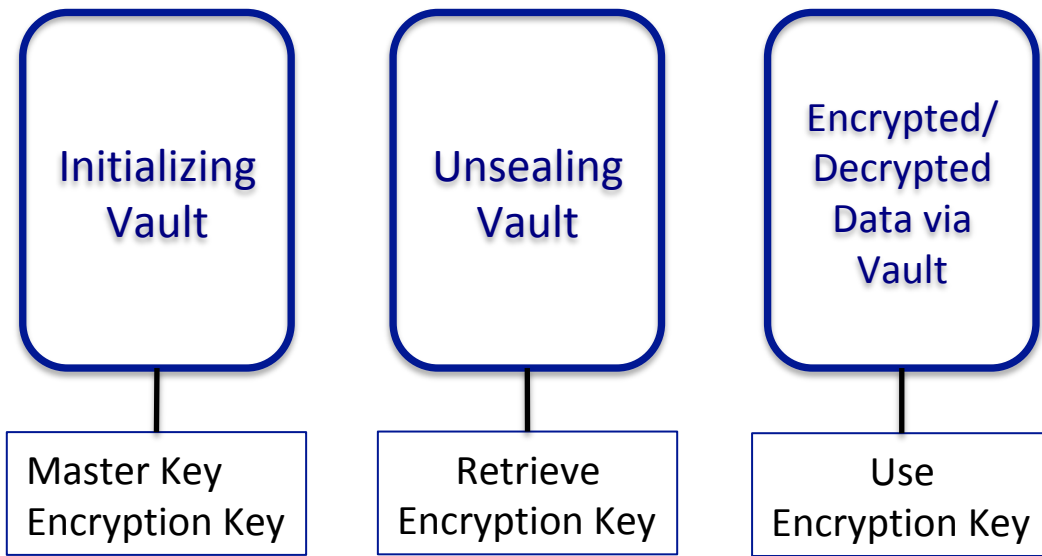 Initializing
Vault
Unsealing
Vault
Encrypted/
Decrypted
Data via
Vault
Master Key
Encryption Key
Retrieve
Encryption Key
Use
Encryption Key